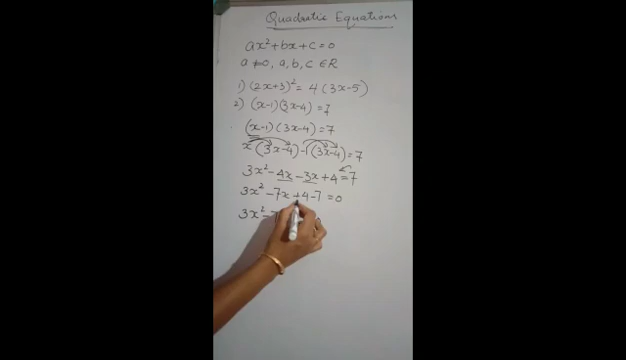 Quadratic Equations
ax² + bx + c = 0
a ≠ 0, a, b, c ∈ R
1) (2x+3)² = 4 (3x-5)
2) (x-1) (3x-4) = 7
(x-1) (3x-4) = 7
x (3x-4) -1 (3x-4) = 7
3x² - 4x - 3x + 4 = 7
3x² - 7x + 4 - 7 = 0
3x² -